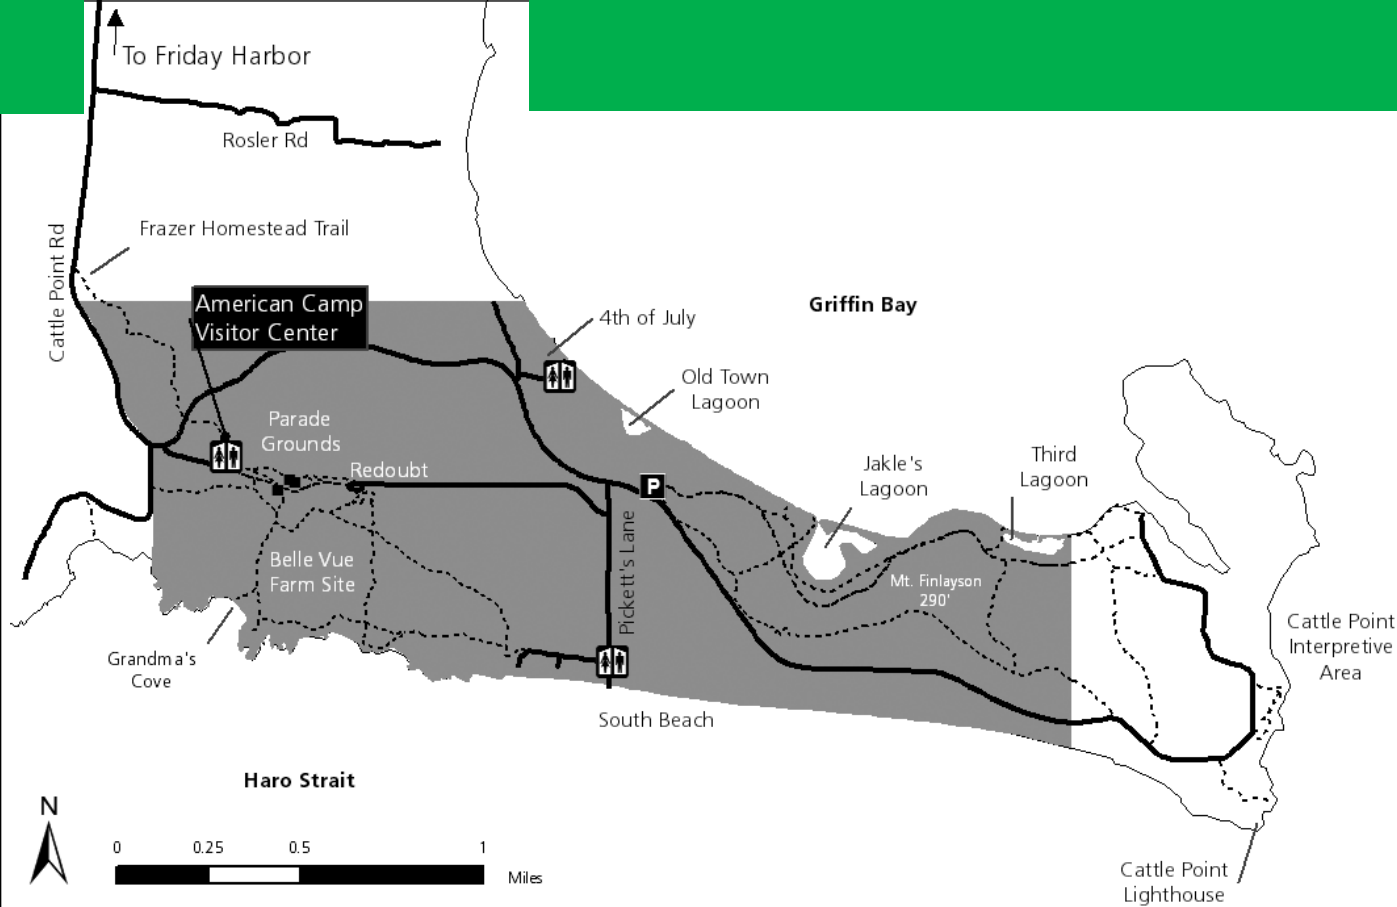 To Friday Harbor
Rosler Rd
Frazer Homestead Trail
Cattle Point Rd
American Camp
Visitor Center
4th of July
Griffin Bay
Old Town
Lagoon
Parade
Grounds
Redoubt
P
Jakle's
Lagoon
Third
Lagoon
Belle Vue
Farm Site
Pickett's Lane
Mt. Finlayson
290'
Grandma's
Cove
Cattle Point
Interpretive
Area
South Beach
Haro Strait
N
0 0.25 0.5 1
Miles
Cattle Point
Lighthouse